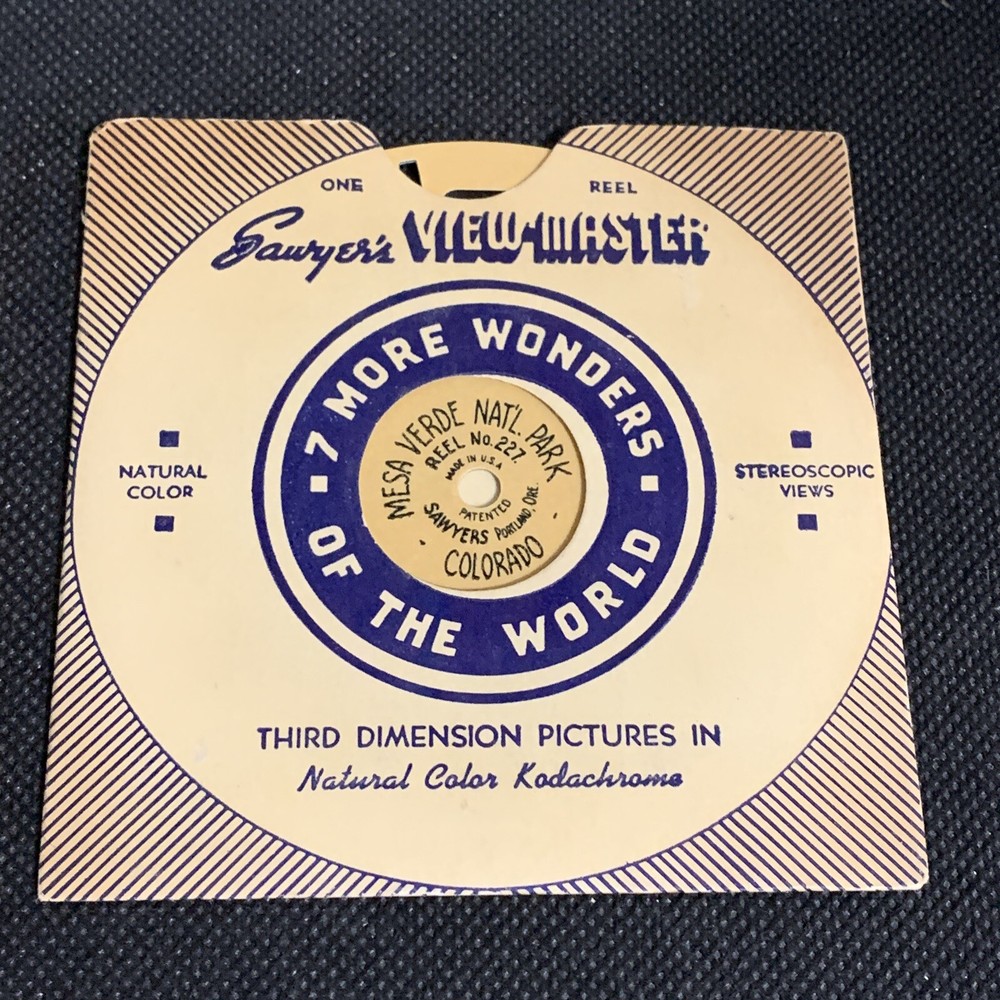 ONE REEL
Sawyer's VIEW-MASTER
7 MORE WONDERS
OF THE WORLD
MESA VERDE NAT'L. PARK
REEL No. 227.
MADE IN U.S.A
PATENTED
SAWYERS PORTLAND, ORE.
- COLORADO -
NATURAL
COLOR
STEREOSCOPIC
VIEWS
THIRD DIMENSION PICTURES IN
Natural Color Kodachrome